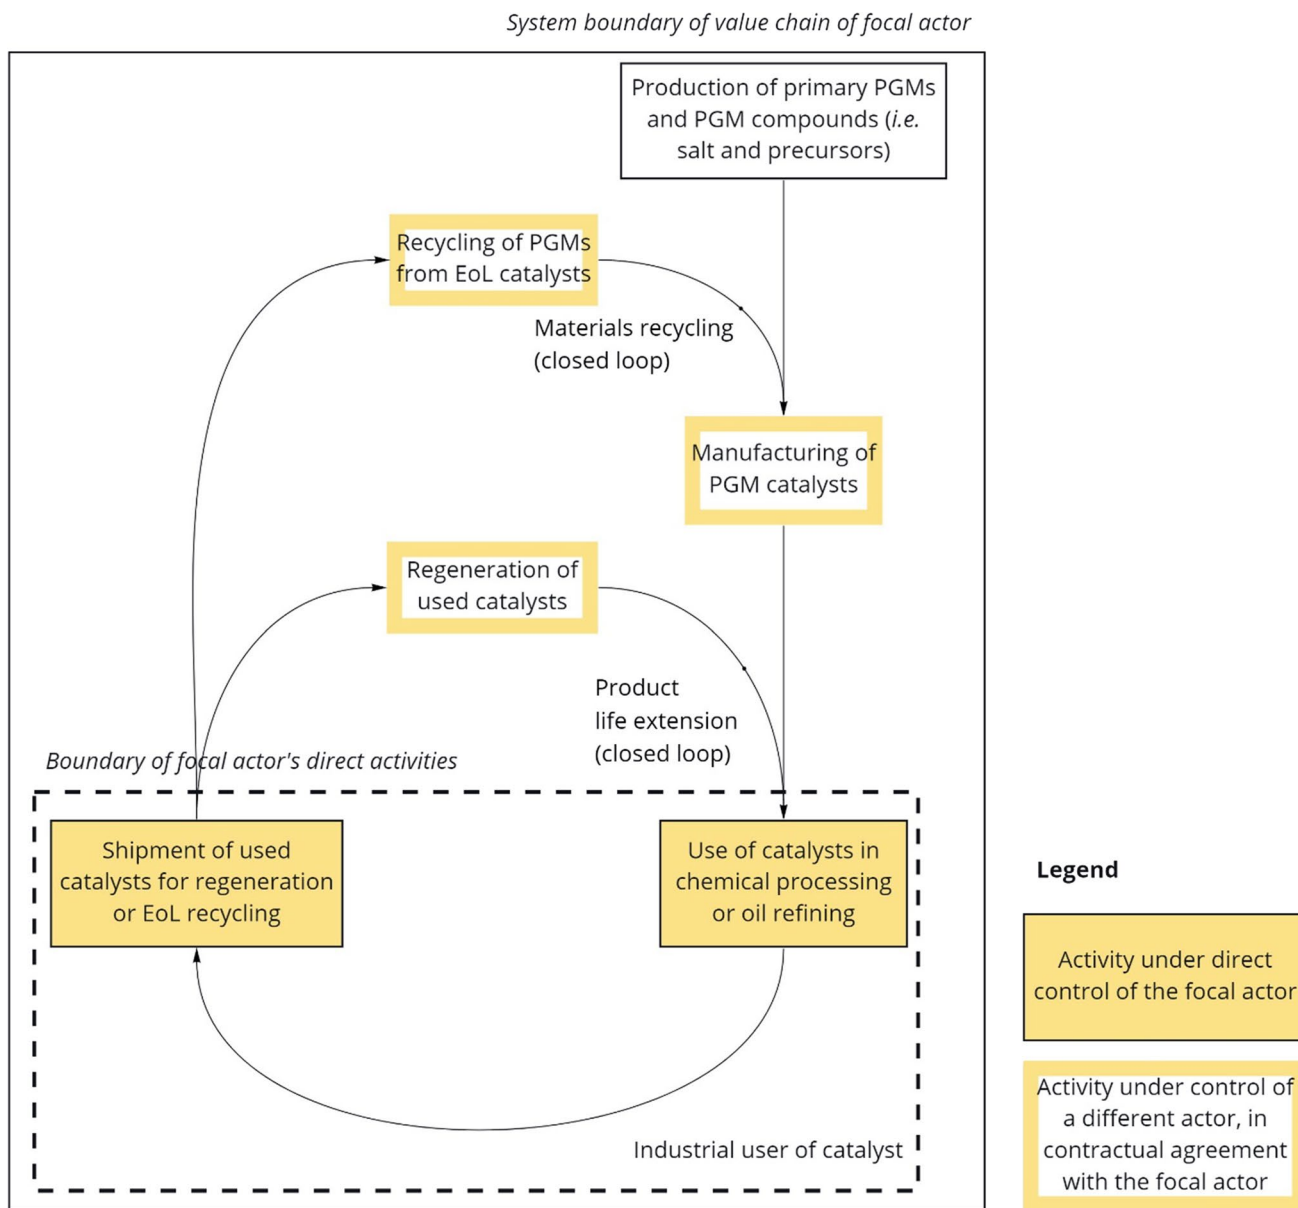 System boundary of value chain of focal actor
Production of primary PGMs
and PGM compounds (i.e.
salt and precursors)
Recycling of PGMs
from EoL catalysts
Materials recycling
(closed loop)
Manufacturing of
PGM catalysts
Regeneration of
used catalysts
Product
life extension
(closed loop)
Boundary of focal actor's direct activities
Shipment of used
catalysts for regeneration
or EoL recycling
Use of catalysts in
chemical processing
or oil refining
Industrial user of catalyst
Legend
Activity under direct
control of the focal actor
Activity under control of
a different actor, in
contractual agreement
with the focal actor